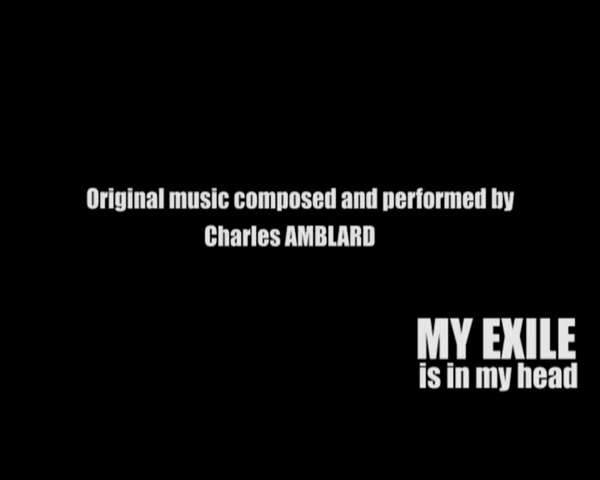 Original music composed and performed by
Charles AMBLARD
MY EXILE
is in my head